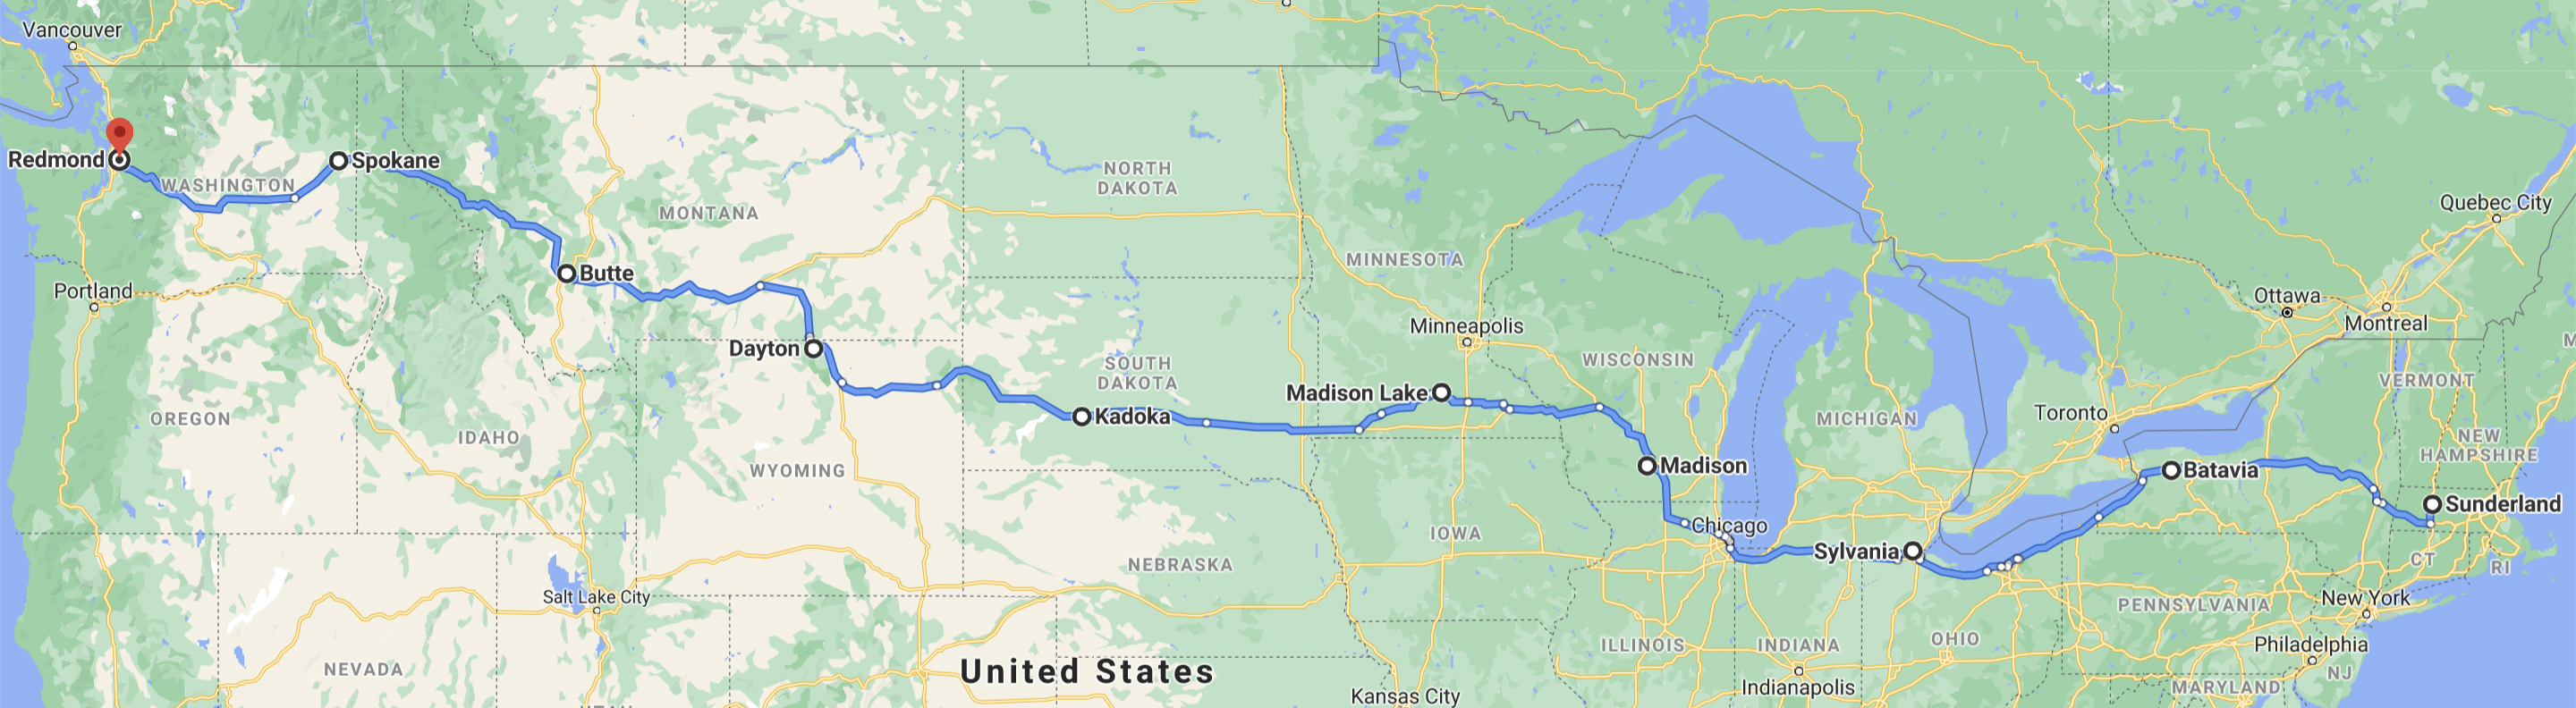 Vancouver
Redmond
Spokane
WASHINGTON
NORTH
DAKOTA
Quebec City
MONTANA
MINNESOTA
Butte
Portland
Ottawa
Montreal
Minneapolis
Dayton
WISCONSIN
SOUTH
DAKOTA
Madison Lake
VERMONT
M
OREGON
IDAHO
Kadoka
MICHIGAN
Toronto
NEW
HAMPSHIRE
WYOMING
Madison
Batavia
Sunderland
IOWA
Chicago
Sylvania
NEBRASKA
CT
RI
Salt Lake City
PENNSYLVANIA
New York
NEVADA
United States
ILLINOIS
INDIANA
OHIO
Philadelphia
NJ
Kansas City
Indianapolis
MARYLAND
UTAH